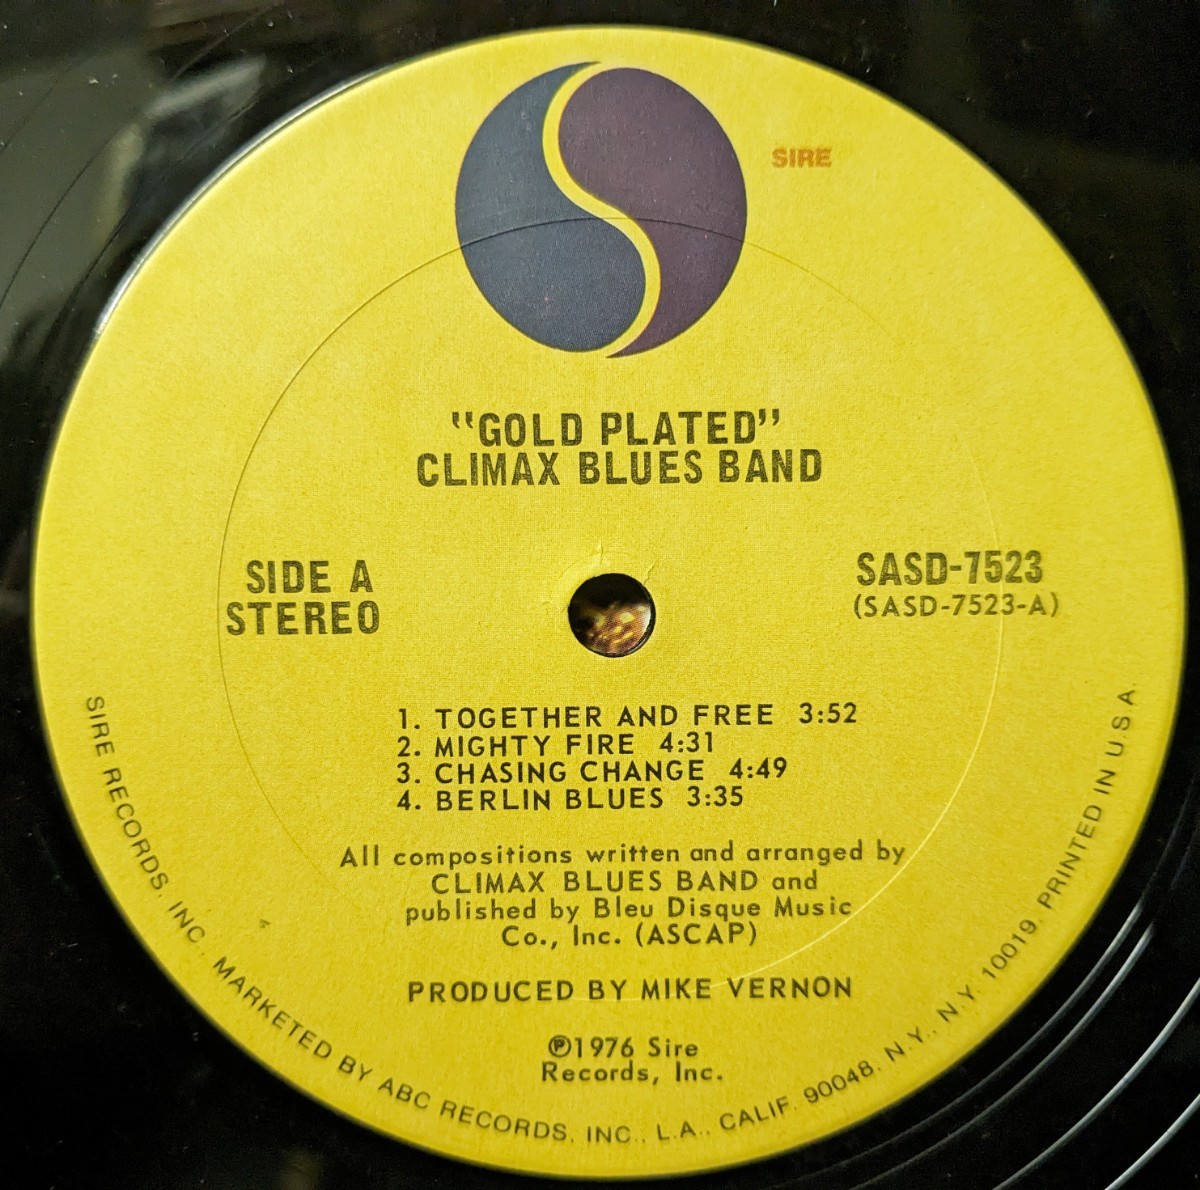 SIRE
"GOLD PLATED"
CLIMAX BLUES BAND
SIDE A
STEREO
SASD-7523
(SASD-7523-A)
1. TOGETHER AND FREE 3:52
2. MIGHTY FIRE 4:31
3. CHASING CHANGE 4:49
4. BERLIN BLUES 3:35
All compositions written and arranged by
CLIMAX BLUES BAND and
published by Bleu Disque Music
Co., Inc. (ASCAP)
PRODUCED BY MIKE VERNON
℗1976 Sire
Records, Inc.
SIRE RECORDS, INC. MARKETED BY ABC RECORDS, INC., L.A., CALIF. 90048. N.Y., N.Y. 10019. PRINTED IN U.S.A.